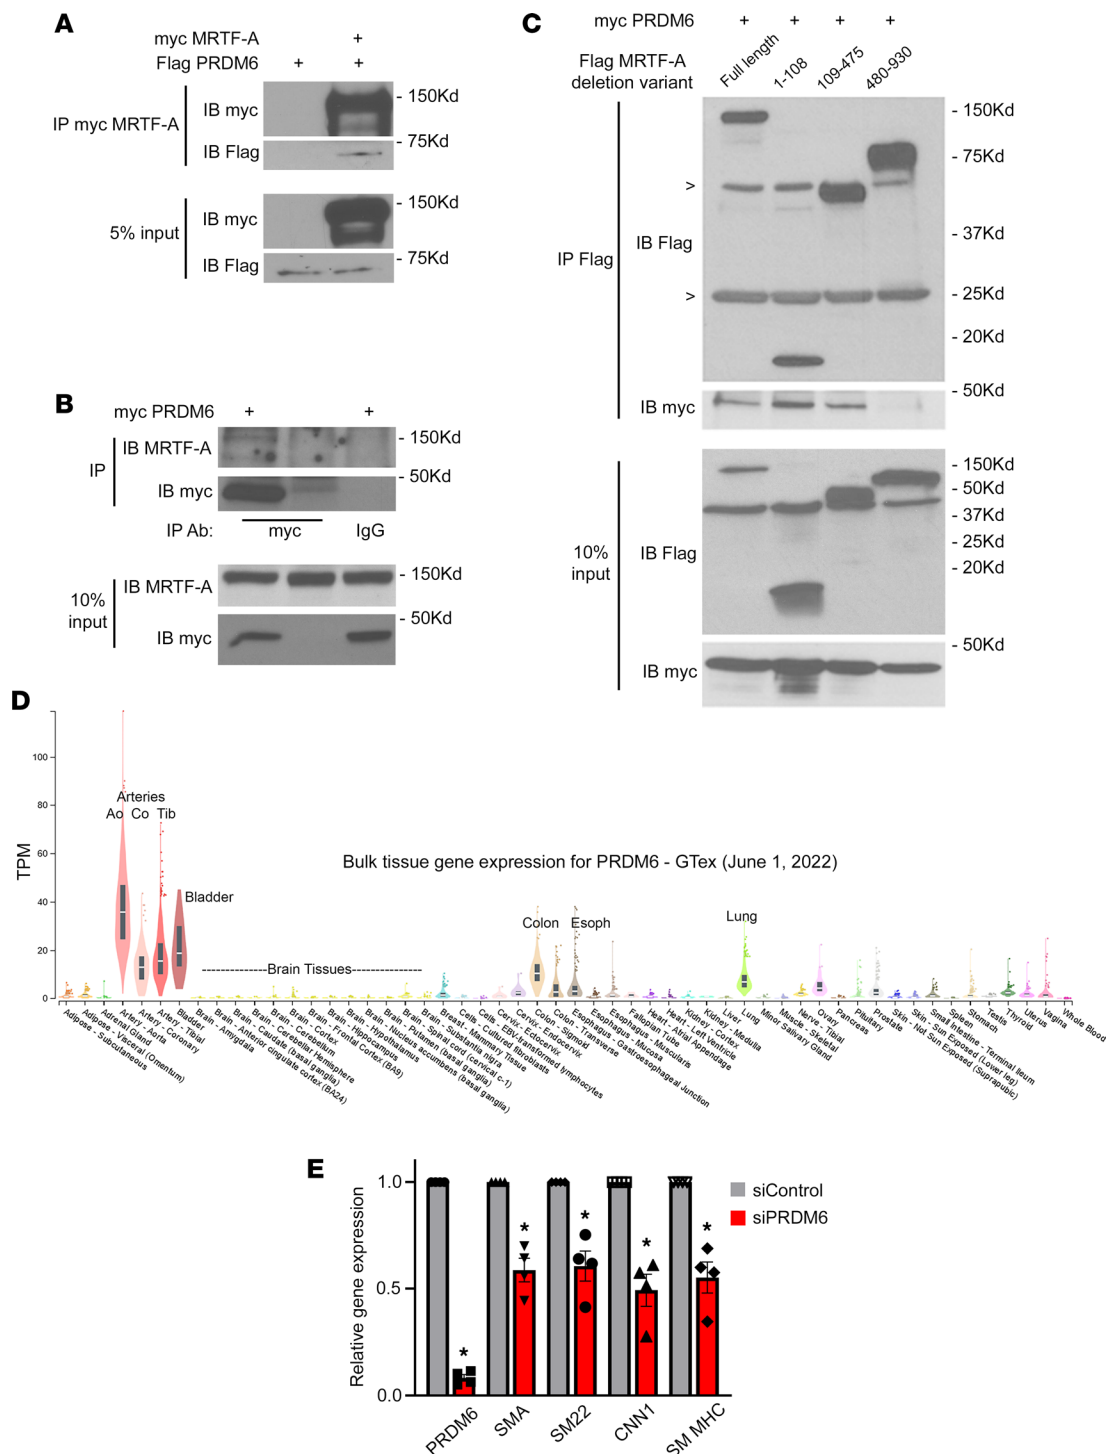 A
myc MRTF-A +
Flag PRDM6 + +
IP myc MRTF-A
IB myc
- 150Kd
- 75Kd
IB Flag
5% input
IB myc
- 150Kd
IB Flag
- 75Kd
B
myc PRDM6 + +
IP
IB MRTF-A
- 150Kd
IB myc
- 50Kd
IP Ab: myc IgG
10%
input
IB MRTF-A
- 150Kd
IB myc
- 50Kd
C
myc PRDM6 + + + +
Flag MRTF-A
deletion variant
Full length
1-108
109-475
480-930
IP Flag
IB Flag
>
>
- 150Kd
- 75Kd
- 37Kd
- 25Kd
- 20Kd
IB myc
- 50Kd
10%
input
IB Flag
- 150Kd
- 50Kd
- 37Kd
- 25Kd
- 20Kd
IB myc
- 50Kd
D
TPM
100
80
60
40
20
0
Arteries
Ao Co Tib
Bladder
Bulk tissue gene expression for PRDM6 - GTex (June 1, 2022)
Brain Tissues
Colon
Esoph
Lung
Adipose - Subcutaneous
Adipose - Visceral (Omentum)
Adrenal Gland
Artery - Aorta
Artery - Coronary
Artery - Tibial
Bladder
Brain - Amygdala
Brain - Anterior cingulate cortex (BA24)
Brain - Caudate (basal ganglia)
Brain - Cerebellar Hemisphere
Brain - Cerebellum
Brain - Cortex
Brain - Frontal Cortex (BA9)
Brain - Hippocampus
Brain - Hypothalamus
Brain - Nucleus accumbens (basal ganglia)
Brain - Putamen (basal ganglia)
Brain - Spinal cord (cervical c-1)
Brain - Substantia nigra
Breast - Mammary Tissue
Cells - Cultured fibroblasts
Cells - EBV-transformed lymphocytes
Cervix - Ectocervix
Cervix - Endocervix
Colon - Sigmoid
Colon - Transverse
Esophagus - Gastroesophageal Junction
Esophagus - Mucosa
Esophagus - Muscularis
Fallopian Tube
Heart - Atrial Appendage
Heart - Left Ventricle
Kidney - Cortex
Kidney - Medulla
Liver
Lung
Minor Salivary Gland
Muscle - Skeletal
Nerve - Tibial
Ovary
Pancreas
Pituitary
Prostate
Skin - Not Sun Exposed (Suprapubic)
Skin - Sun Exposed (Lower leg)
Small Intestine - Terminal Ileum
Spleen
Stomach
Testis
Thyroid
Uterus
Vagina
Whole Blood
E
Relative gene expression
1.0
0.5
0.0
*
*
*
*
*
siControl
siPRDM6
PRDM6
SMA
SM22
CNN1
SM MHC